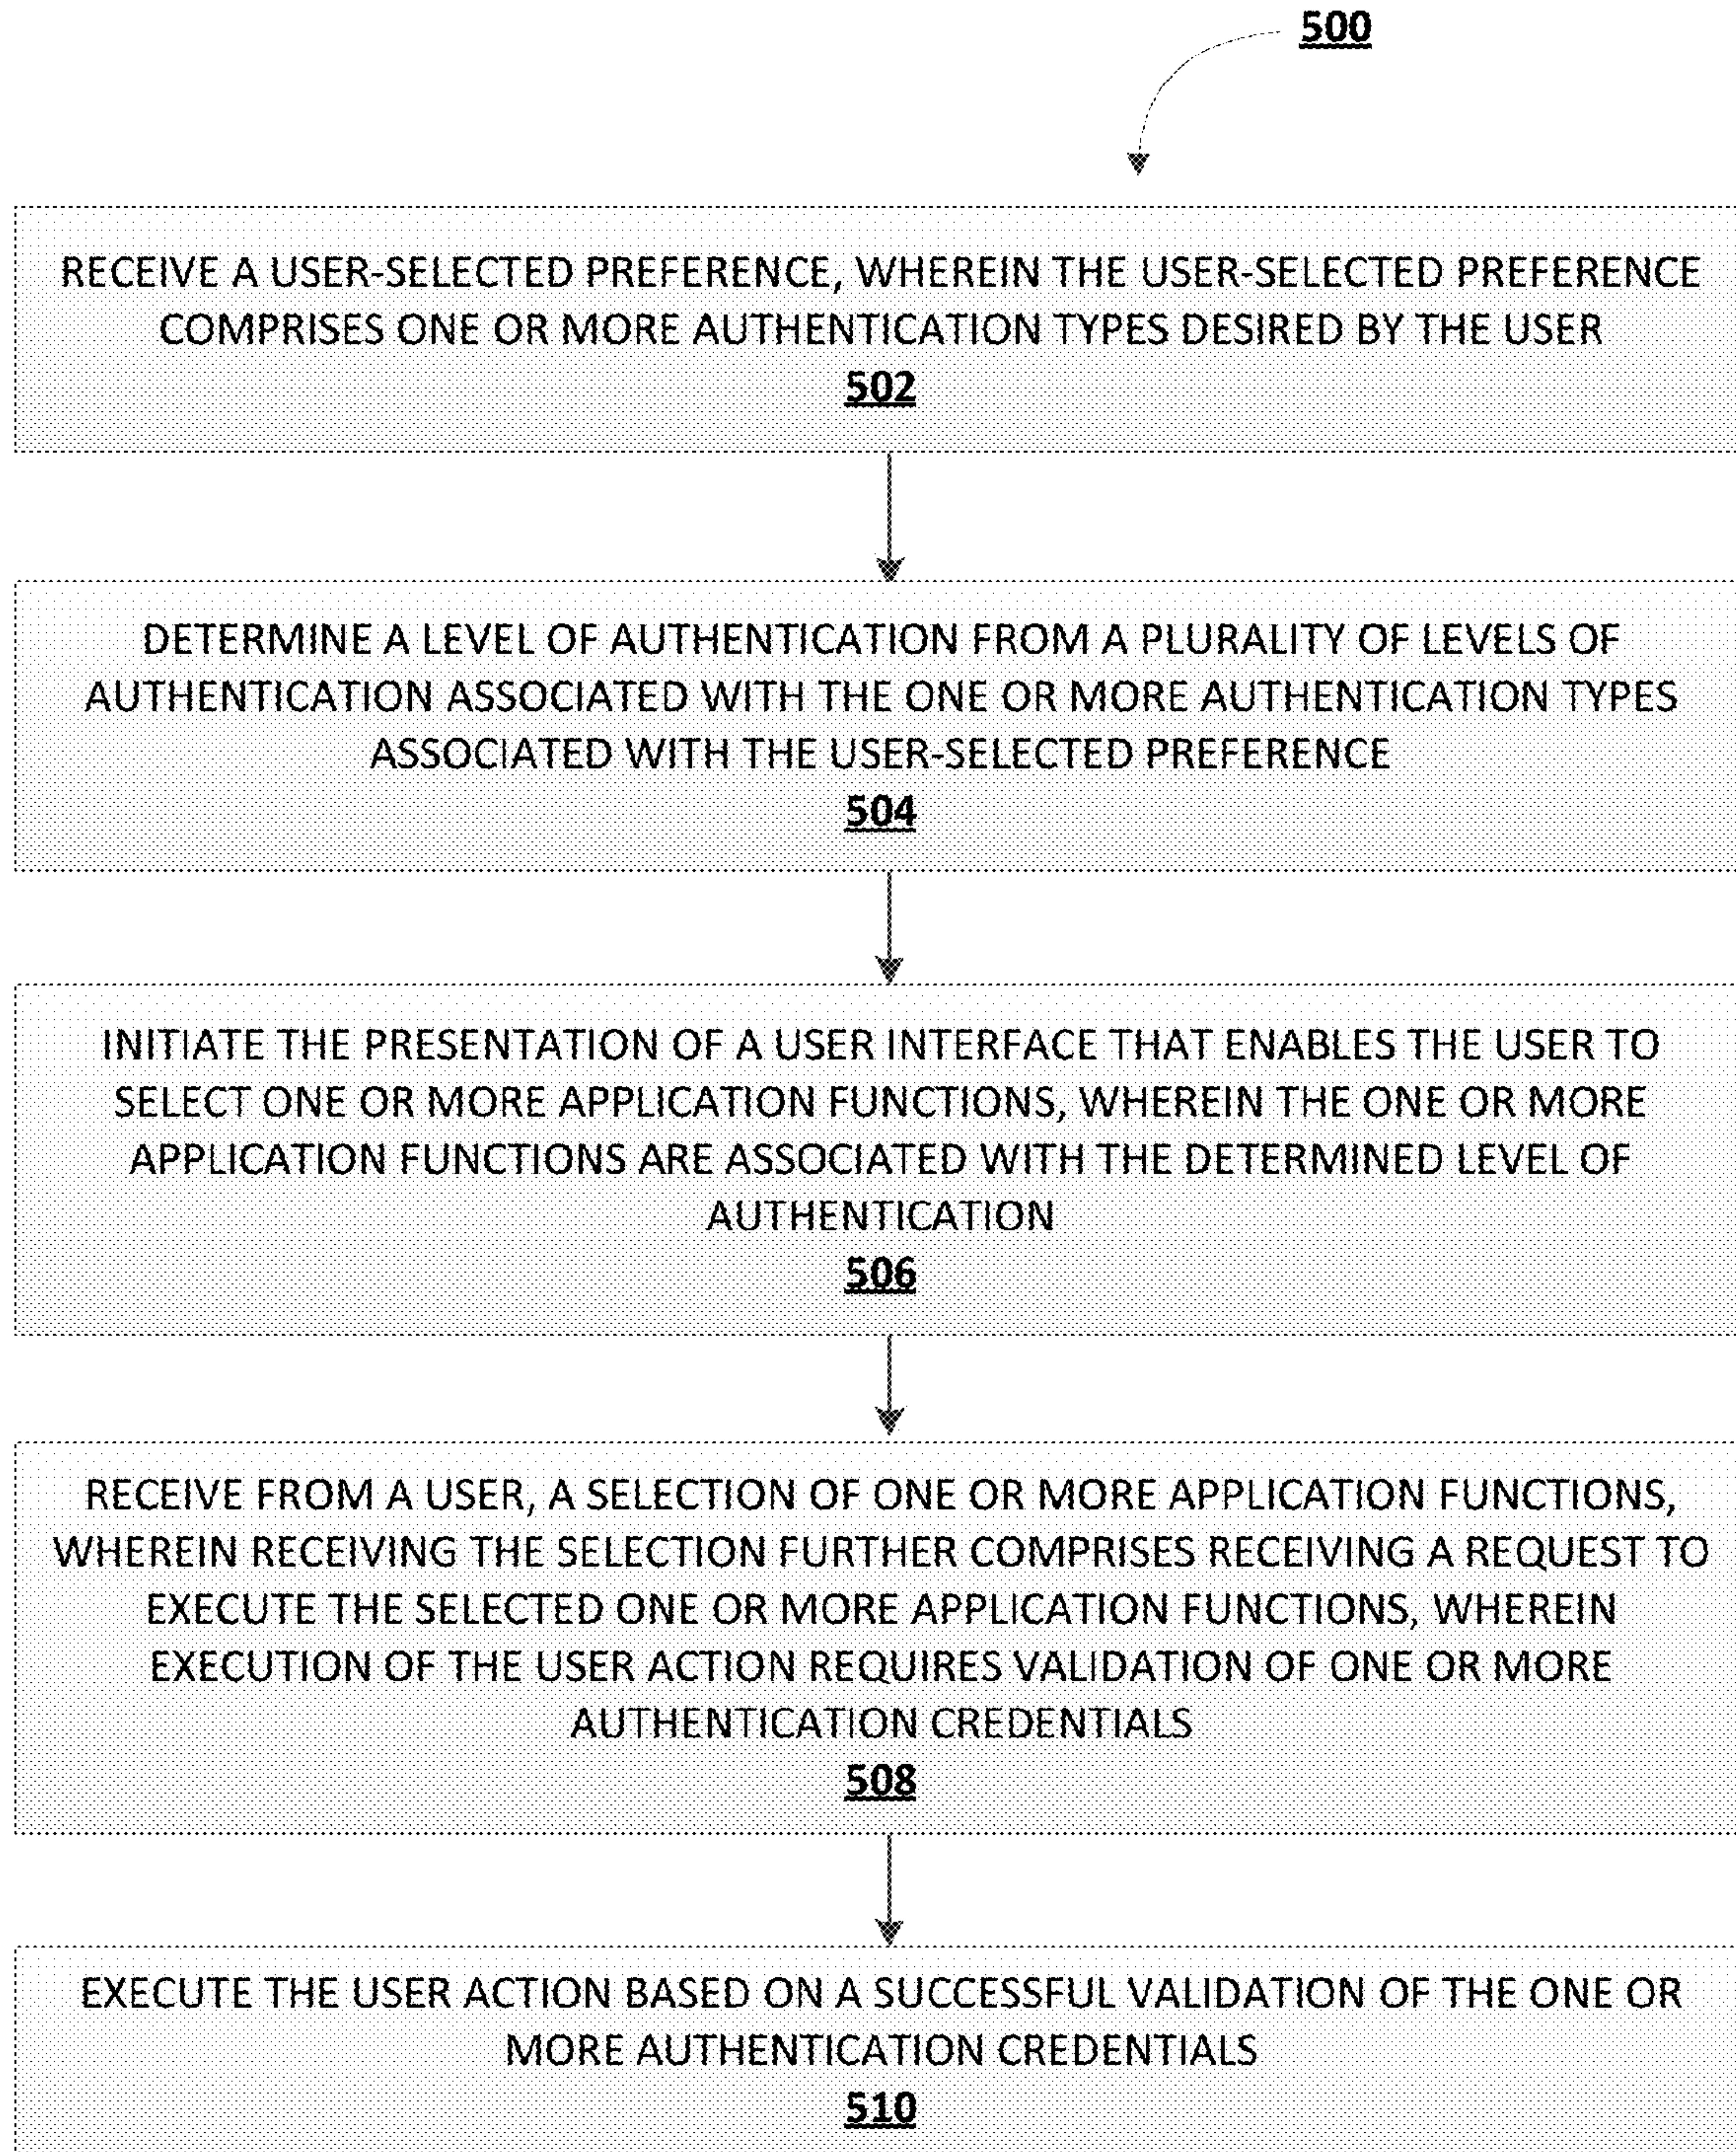 500
RECEIVE A USER-SELECTED PREFERENCE, WHEREIN THE USER-SELECTED PREFERENCE
COMPRISES ONE OR MORE AUTHENTICATION TYPES DESIRED BY THE USER
502
DETERMINE A LEVEL OF AUTHENTICATION FROM A PLURALITY OF LEVELS OF
AUTHENTICATION ASSOCIATED WITH THE ONE OR MORE AUTHENTICATION TYPES
ASSOCIATED WITH THE USER-SELECTED PREFERENCE
504
INITIATE THE PRESENTATION OF A USER INTERFACE THAT ENABLES THE USER TO
SELECT ONE OR MORE APPLICATION FUNCTIONS, WHEREIN THE ONE OR MORE
APPLICATION FUNCTIONS ARE ASSOCIATED WITH THE DETERMINED LEVEL OF
AUTHENTICATION
506
RECEIVE FROM A USER, A SELECTION OF ONE OR MORE APPLICATION FUNCTIONS,
WHEREIN RECEIVING THE SELECTION FURTHER COMPRISES RECEIVING A REQUEST TO
EXECUTE THE SELECTED ONE OR MORE APPLICATION FUNCTIONS, WHEREIN
EXECUTION OF THE USER ACTION REQUIRES VALIDATION OF ONE OR MORE
AUTHENTICATION CREDENTIALS
508
EXECUTE THE USER ACTION BASED ON A SUCCESSFUL VALIDATION OF THE ONE OR
MORE AUTHENTICATION CREDENTIALS
510